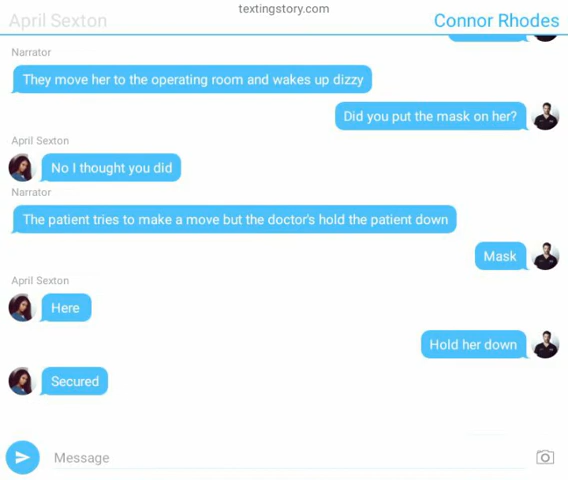 textingstory.com
April Sexton
Connor Rhodes
Narrator
They move her to the operating room and wakes up dizzy
Did you put the mask on her?
April Sexton
No I thought you did
Narrator
The patient tries to make a move but the doctor's hold the patient down
Mask
April Sexton
Here
Hold her down
Secured
Message